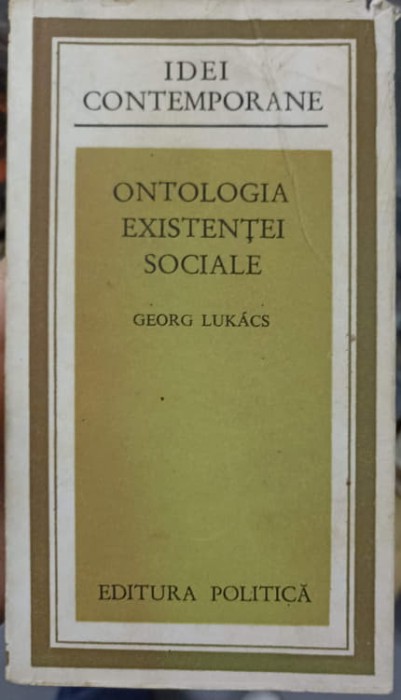 IDEI
CONTEMPORANE
ONTOLOGIA
EXISTENȚEI
SOCIALE
GEORG LUKÁCS
EDITURA POLITICĂ